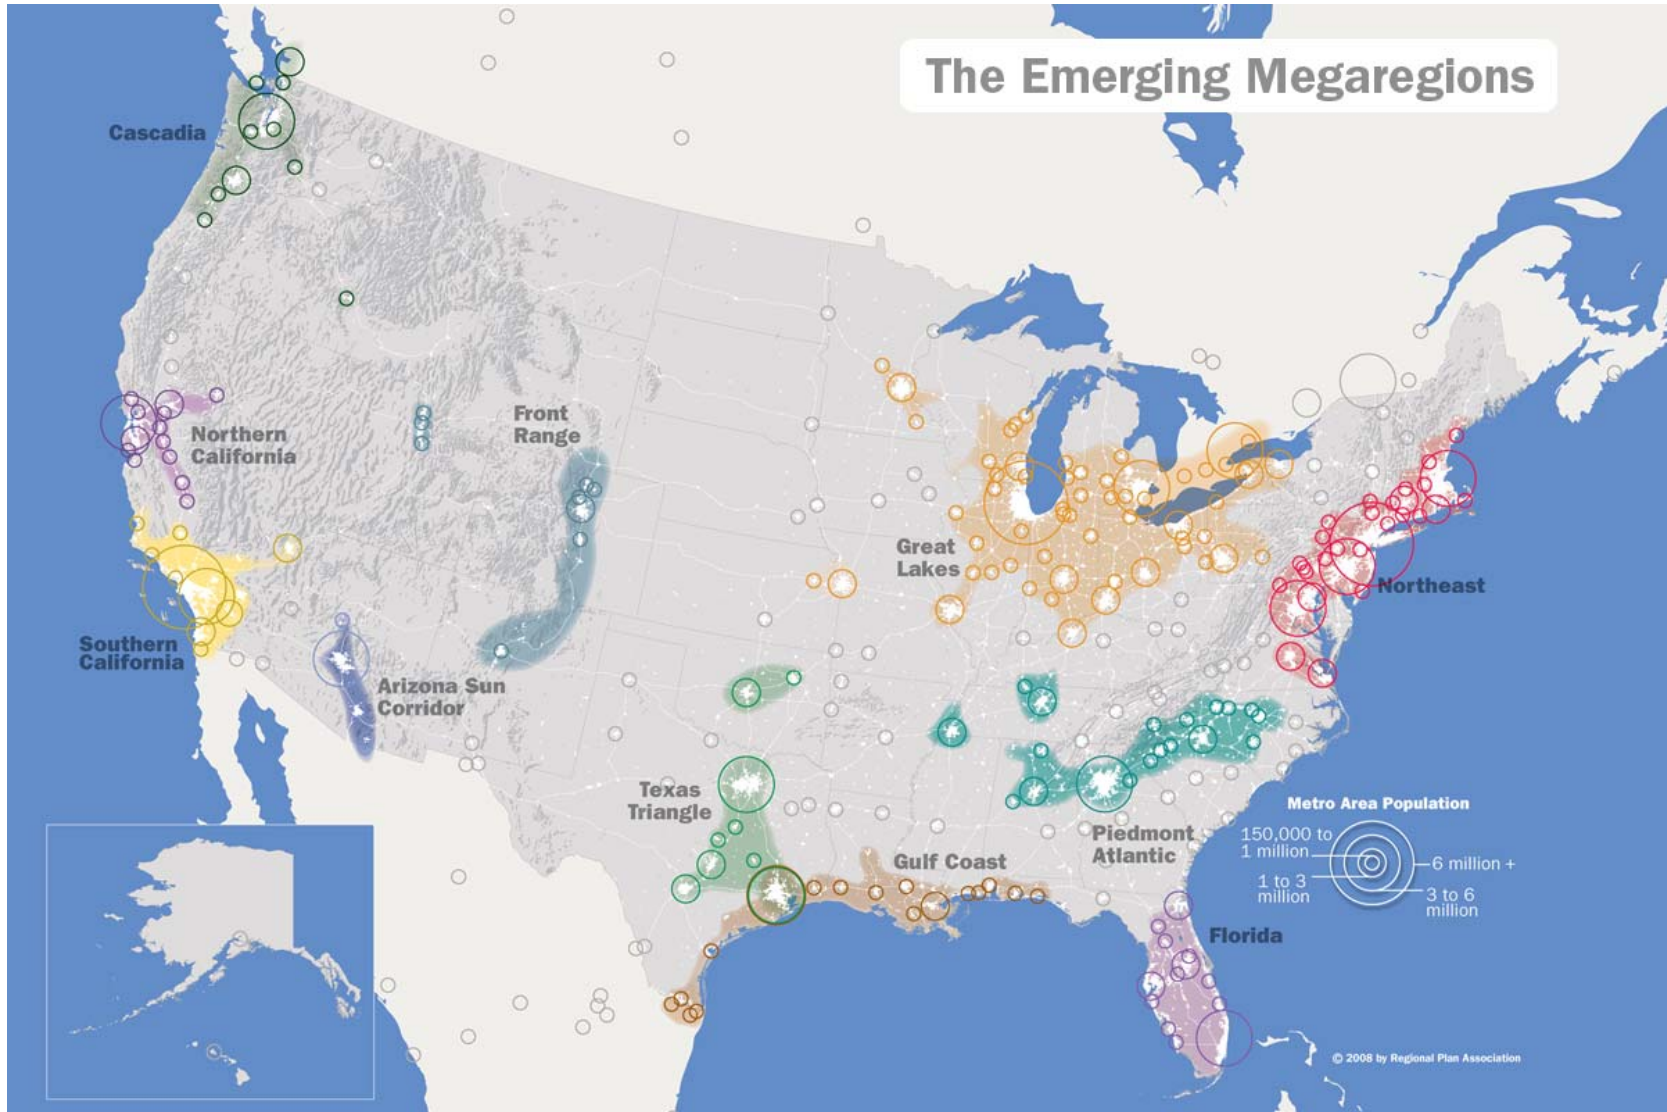 The Emerging Megaregions
Cascadia
Northern
California
Front
Range
Great
Lakes
Northeast
Southern
California
Arizona Sun
Corridor
Texas
Triangle
Gulf Coast
Piedmont
Atlantic
Florida
Metro Area Population
150,000 to
1 million
1 to 3
million
6 million +
3 to 6
million
© 2008 by Regional Plan Association